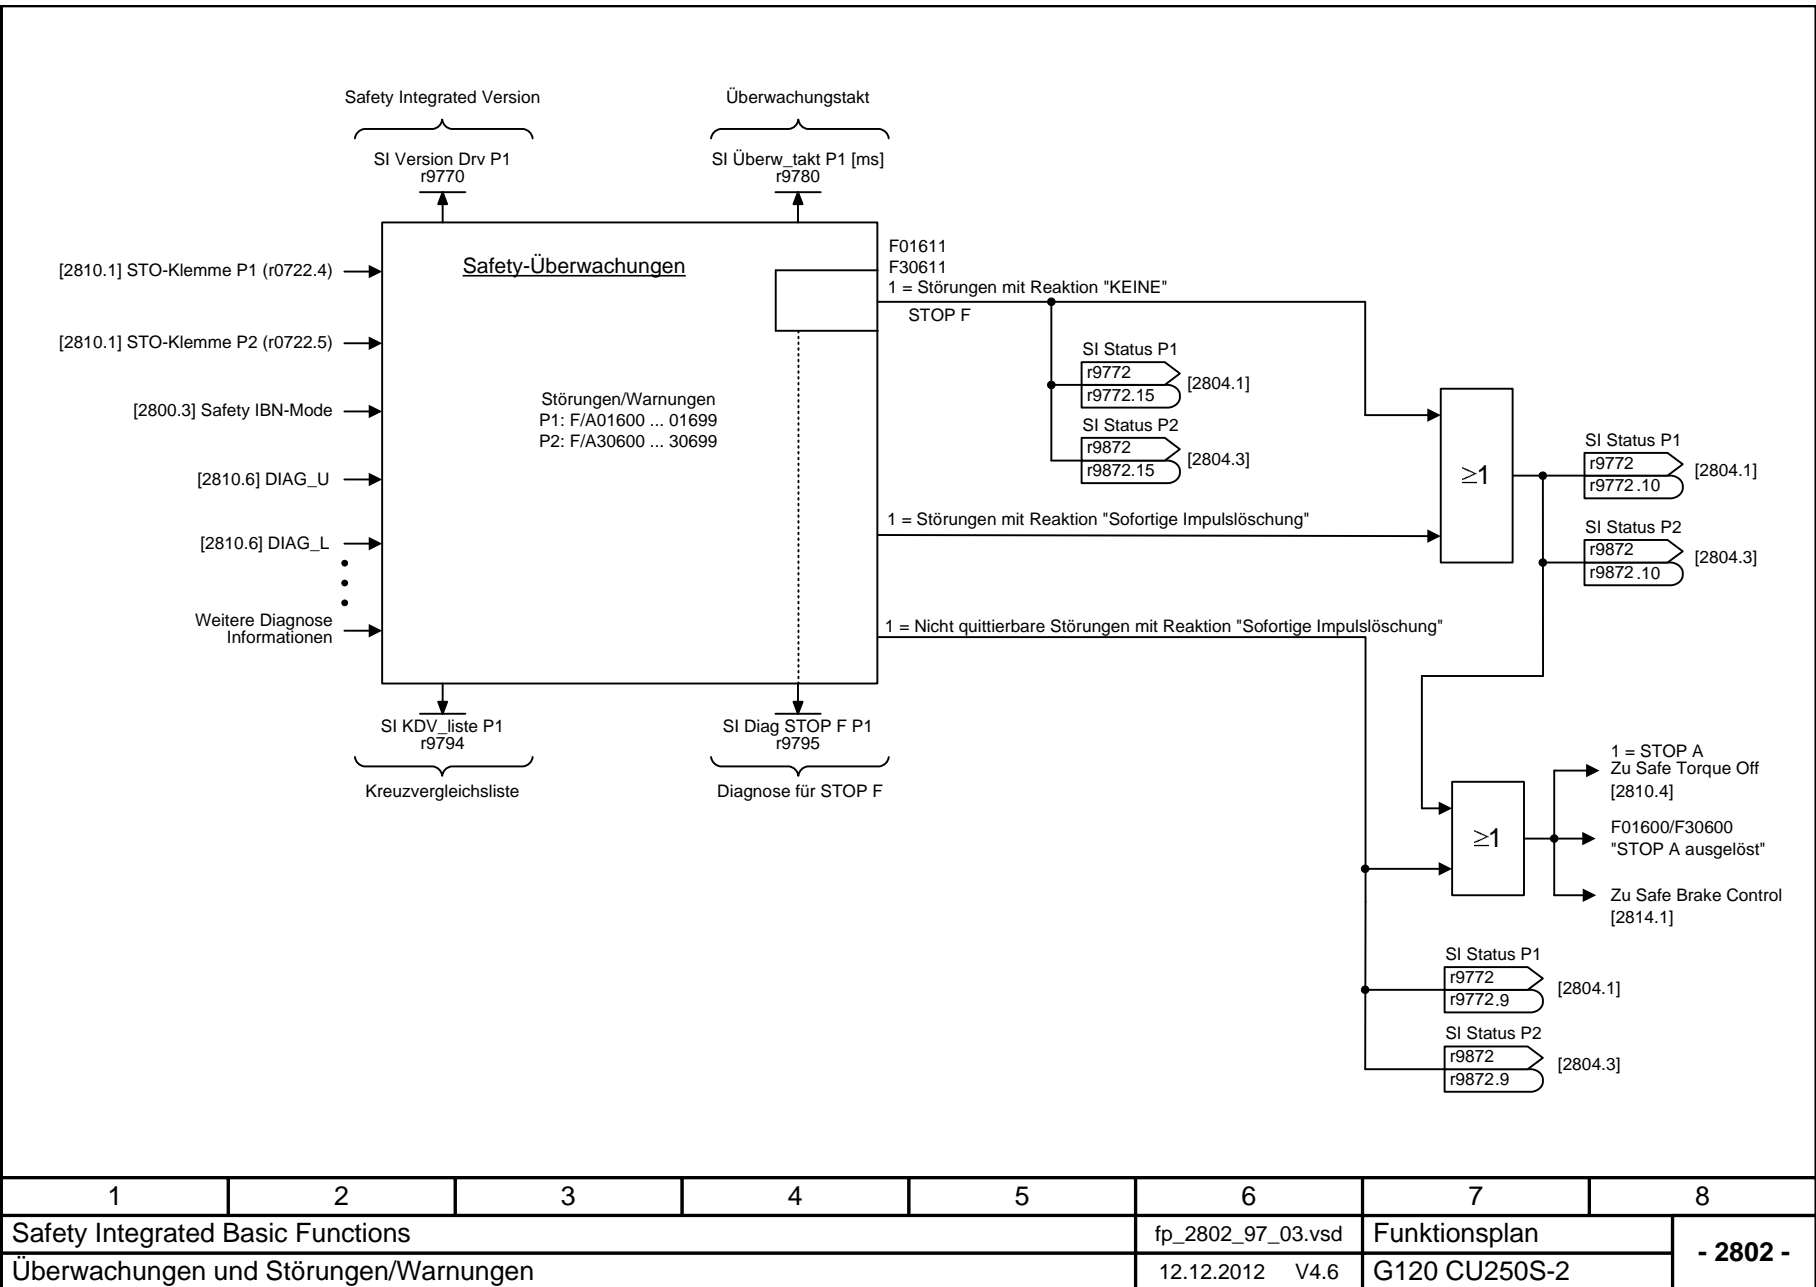 Safety Integrated Version
Überwachungstakt
SI Version Drv P1
r9770
SI Überw_takt P1 [ms]
r9780
[2810.1] STO-Klemme P1 (r0722.4)
[2810.1] STO-Klemme P2 (r0722.5)
[2800.3] Safety IBN-Mode
[2810.6] DIAG_U
[2810.6] DIAG_L
Weitere Diagnose
Informationen
Safety-Überwachungen
Störungen/Warnungen
P1: F/A01600 ... 01699
P2: F/A30600 ... 30699
F01611
F30611
1 = Störungen mit Reaktion "KEINE"
STOP F
SI Status P1
r9772
r9772.15
[2804.1]
SI Status P2
r9872
r9872.15
[2804.3]
1 = Störungen mit Reaktion "Sofortige Impulslöschung"
≥1
SI Status P1
r9772
r9772.10
[2804.1]
SI Status P2
r9872
r9872.10
[2804.3]
1 = Nicht quittierbare Störungen mit Reaktion "Sofortige Impulslöschung"
SI KDV_liste P1
r9794
Kreuzvergleichsliste
SI Diag STOP F P1
r9795
Diagnose für STOP F
≥1
1 = STOP A
Zu Safe Torque Off
[2810.4]
F01600/F30600
"STOP A ausgelöst"
Zu Safe Brake Control
[2814.1]
SI Status P1
r9772
r9772.9
[2804.1]
SI Status P2
r9872
r9872.9
[2804.3]
1 2 3 4 5 6 7 8
Safety Integrated Basic Functions
fp_2802_97_03.vsd
Funktionsplan
- 2802 -
Überwachungen und Störungen/Warnungen
12.12.2012 V4.6
G120 CU250S-2